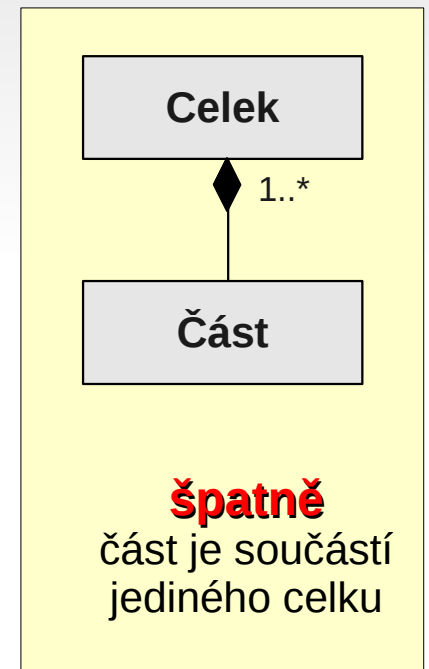 Celek
1..*
Část
špatně
část je součástí
jediného celku